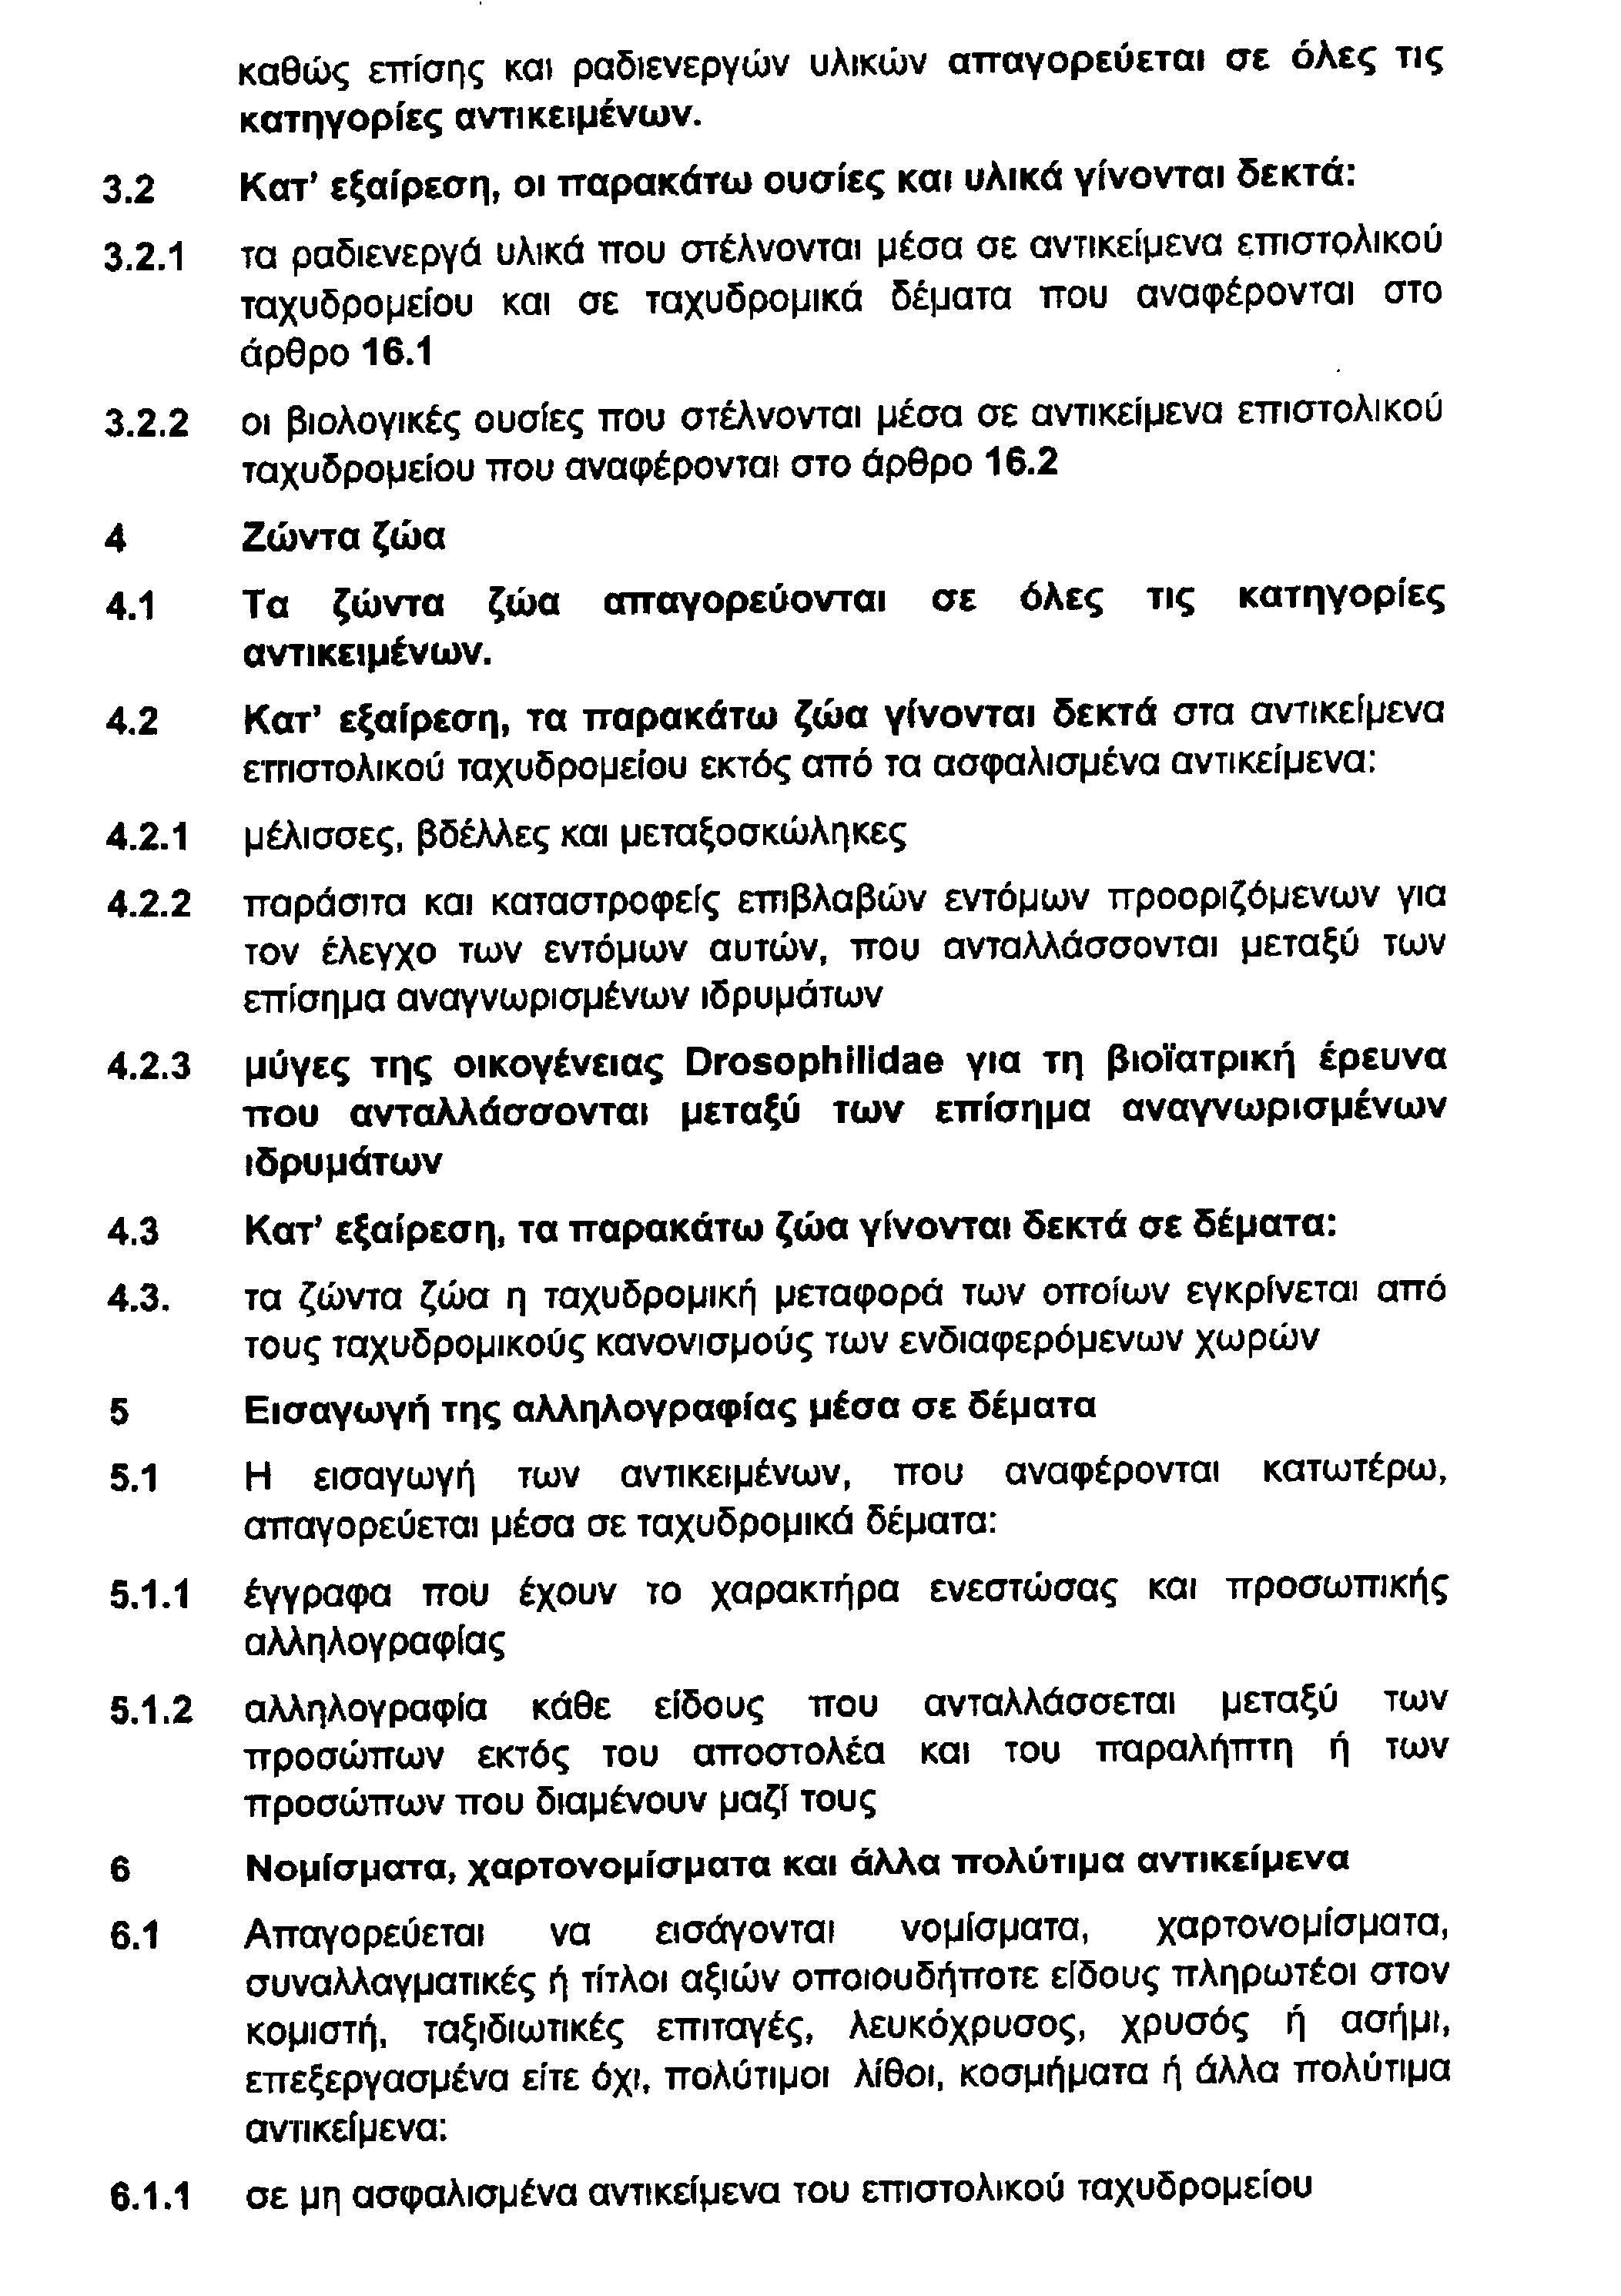 καθώς επίσης και ραδιενεργών υλικών απαγορεύεται σε όλες τις
κατηγορίες αντικειμένων.
3.2 Κατ' εξαίρεση, οι παρακάτω ουσίες και υλικά γίνονται δεκτά:
3.2.1 τα ραδιενεργά υλικά που στέλνονται μέσα σε αντικείμενα επιστολικού
ταχυδρομείου και σε ταχυδρομικά δέματα που αναφέρονται στο
άρθρο 16.1
3.2.2 οι βιολογικές ουσίες που στέλνονται μέσα σε αντικείμενα επιστολικού
ταχυδρομείου που αναφέρονται στο άρθρο 16.2
4 Ζώντα ζώα
4.1 Τα ζώντα ζώα απαγορεύονται σε όλες τις κατηγορίες
αντικειμένων.
4.2 Κατ' εξαίρεση, τα παρακάτω ζώα γίνονται δεκτά στα αντικείμενα
επιστολικού ταχυδρομείου εκτός από τα ασφαλισμένα αντικείμενα:
4.2.1 μέλισσες, βδέλλες και μεταξοσκώληκες
4.2.2 παράσιτα και καταστροφείς επιβλαβών εντόμων προοριζόμενων για
τον έλεγχο των εντόμων αυτών, που ανταλλάσσονται μεταξύ των
επίσημα αναγνωρισμένων ιδρυμάτων
4.2.3 μύγες της οικογένειας Drosophilidae για τη βιοϊατρική έρευνα
που ανταλλάσσονται μεταξύ των επίσημα αναγνωρισμένων
ιδρυμάτων
4.3 Κατ' εξαίρεση, τα παρακάτω ζώα γίνονται δεκτά σε δέματα:
4.3. τα ζώντα ζώα η ταχυδρομική μεταφορά των οποίων εγκρίνεται από
τους ταχυδρομικούς κανονισμούς των ενδιαφερόμενων χωρών
5 Εισαγωγή της αλληλογραφίας μέσα σε δέματα
5.1 Η εισαγωγή των αντικειμένων, που αναφέρονται κατωτέρω,
απαγορεύεται μέσα σε ταχυδρομικά δέματα:
5.1.1 έγγραφα που έχουν το χαρακτήρα ενεστώσας και προσωπικής
αλληλογραφίας
5.1.2 αλληλογραφία κάθε είδους που ανταλλάσσεται μεταξύ των
προσώπων εκτός του αποστολέα και του παραλήπτη ή των
προσώπων που διαμένουν μαζί τους
6 Νομίσματα, χαρτονομίσματα και άλλα πολύτιμα αντικείμενα
6.1 Απαγορεύεται να εισάγονται νομίσματα, χαρτονομίσματα,
συναλλαγματικές ή τίτλοι αξιών οποιουδήποτε είδους πληρωτέοι στον
κομιστή, ταξιδιωτικές επιταγές, λευκόχρυσος, χρυσός ή ασήμι,
επεξεργασμένα είτε όχι, πολύτιμοι λίθοι, κοσμήματα ή άλλα πολύτιμα
αντικείμενα:
6.1.1 σε μη ασφαλισμένα αντικείμενα του επιστολικού ταχυδρομείου